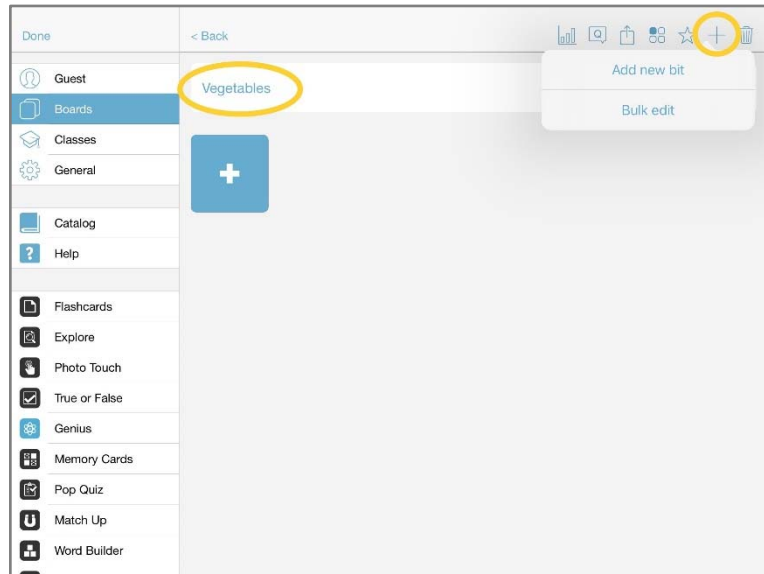 Done
< Back
Add new bit
Bulk edit
Vegetables
Guest
Boards
Classes
General
Catalog
? Help
Flashcards
Explore
Photo Touch
True or False
Genius
Memory Cards
Pop Quiz
Match Up
Word Builder